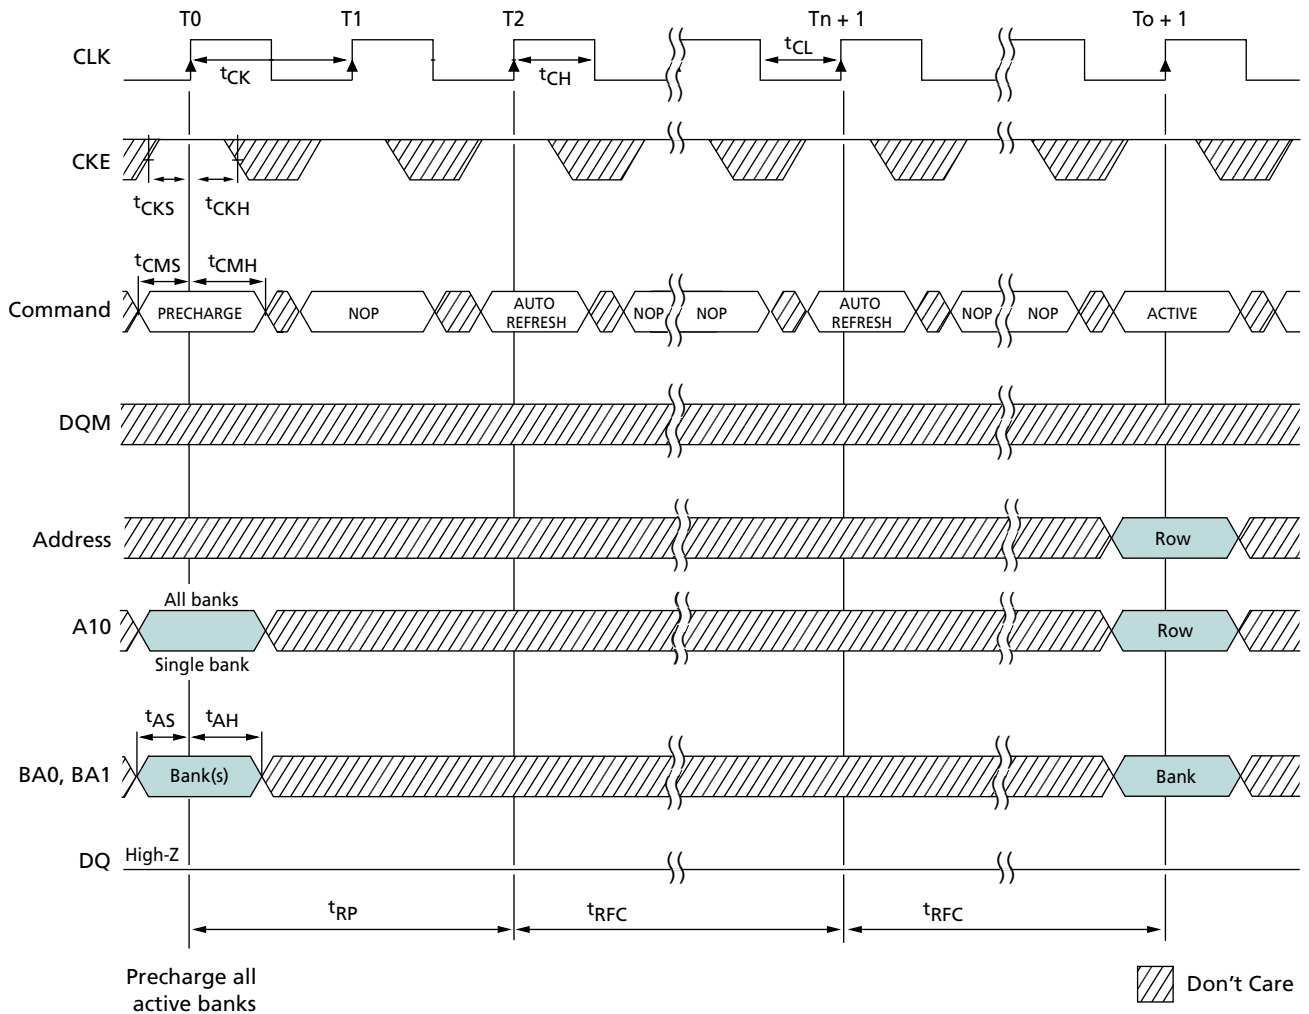 T0 T1 T2 Tn + 1 To + 1
CLK
tCK tCH tCL
CKE
tCKS tCKH
tCMS tCMH
Command PRECHARGE NOP AUTO REFRESH NOP NOP AUTO REFRESH NOP NOP ACTIVE
DQM
Address Row
All banks
A10 Row
Single bank
tAS tAH
BA0, BA1 Bank(s) Bank
DQ High-Z
tRP tRFC tRFC
Precharge all
active banks
Don't Care